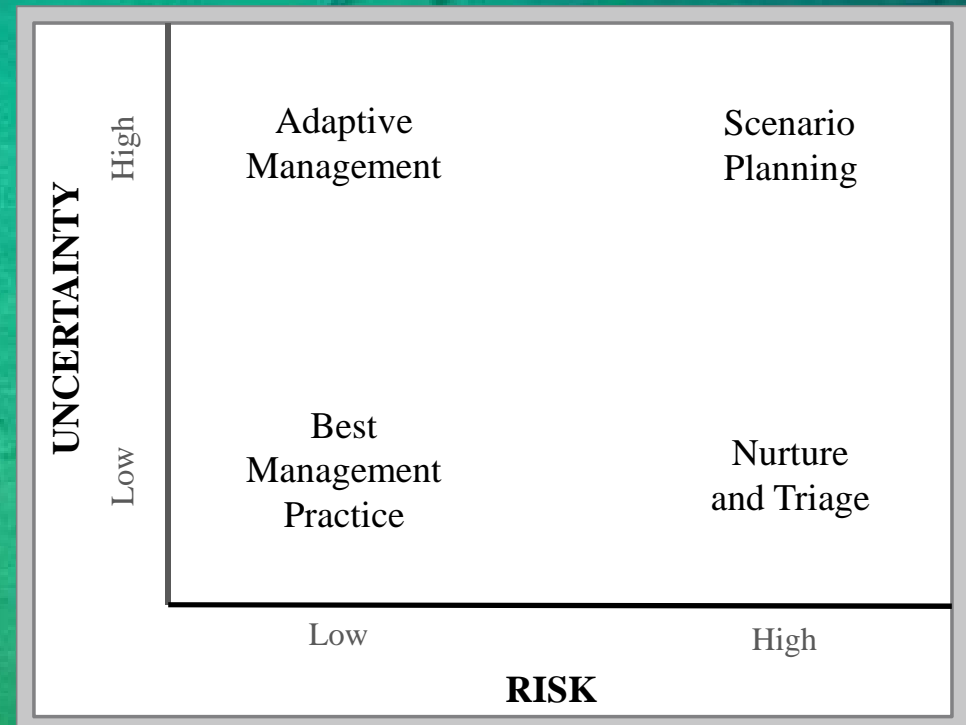 UNCERTAINTY
High
Low
Adaptive
Management
Scenario
Planning
Best
Management
Practice
Nurture
and Triage
Low
High
RISK